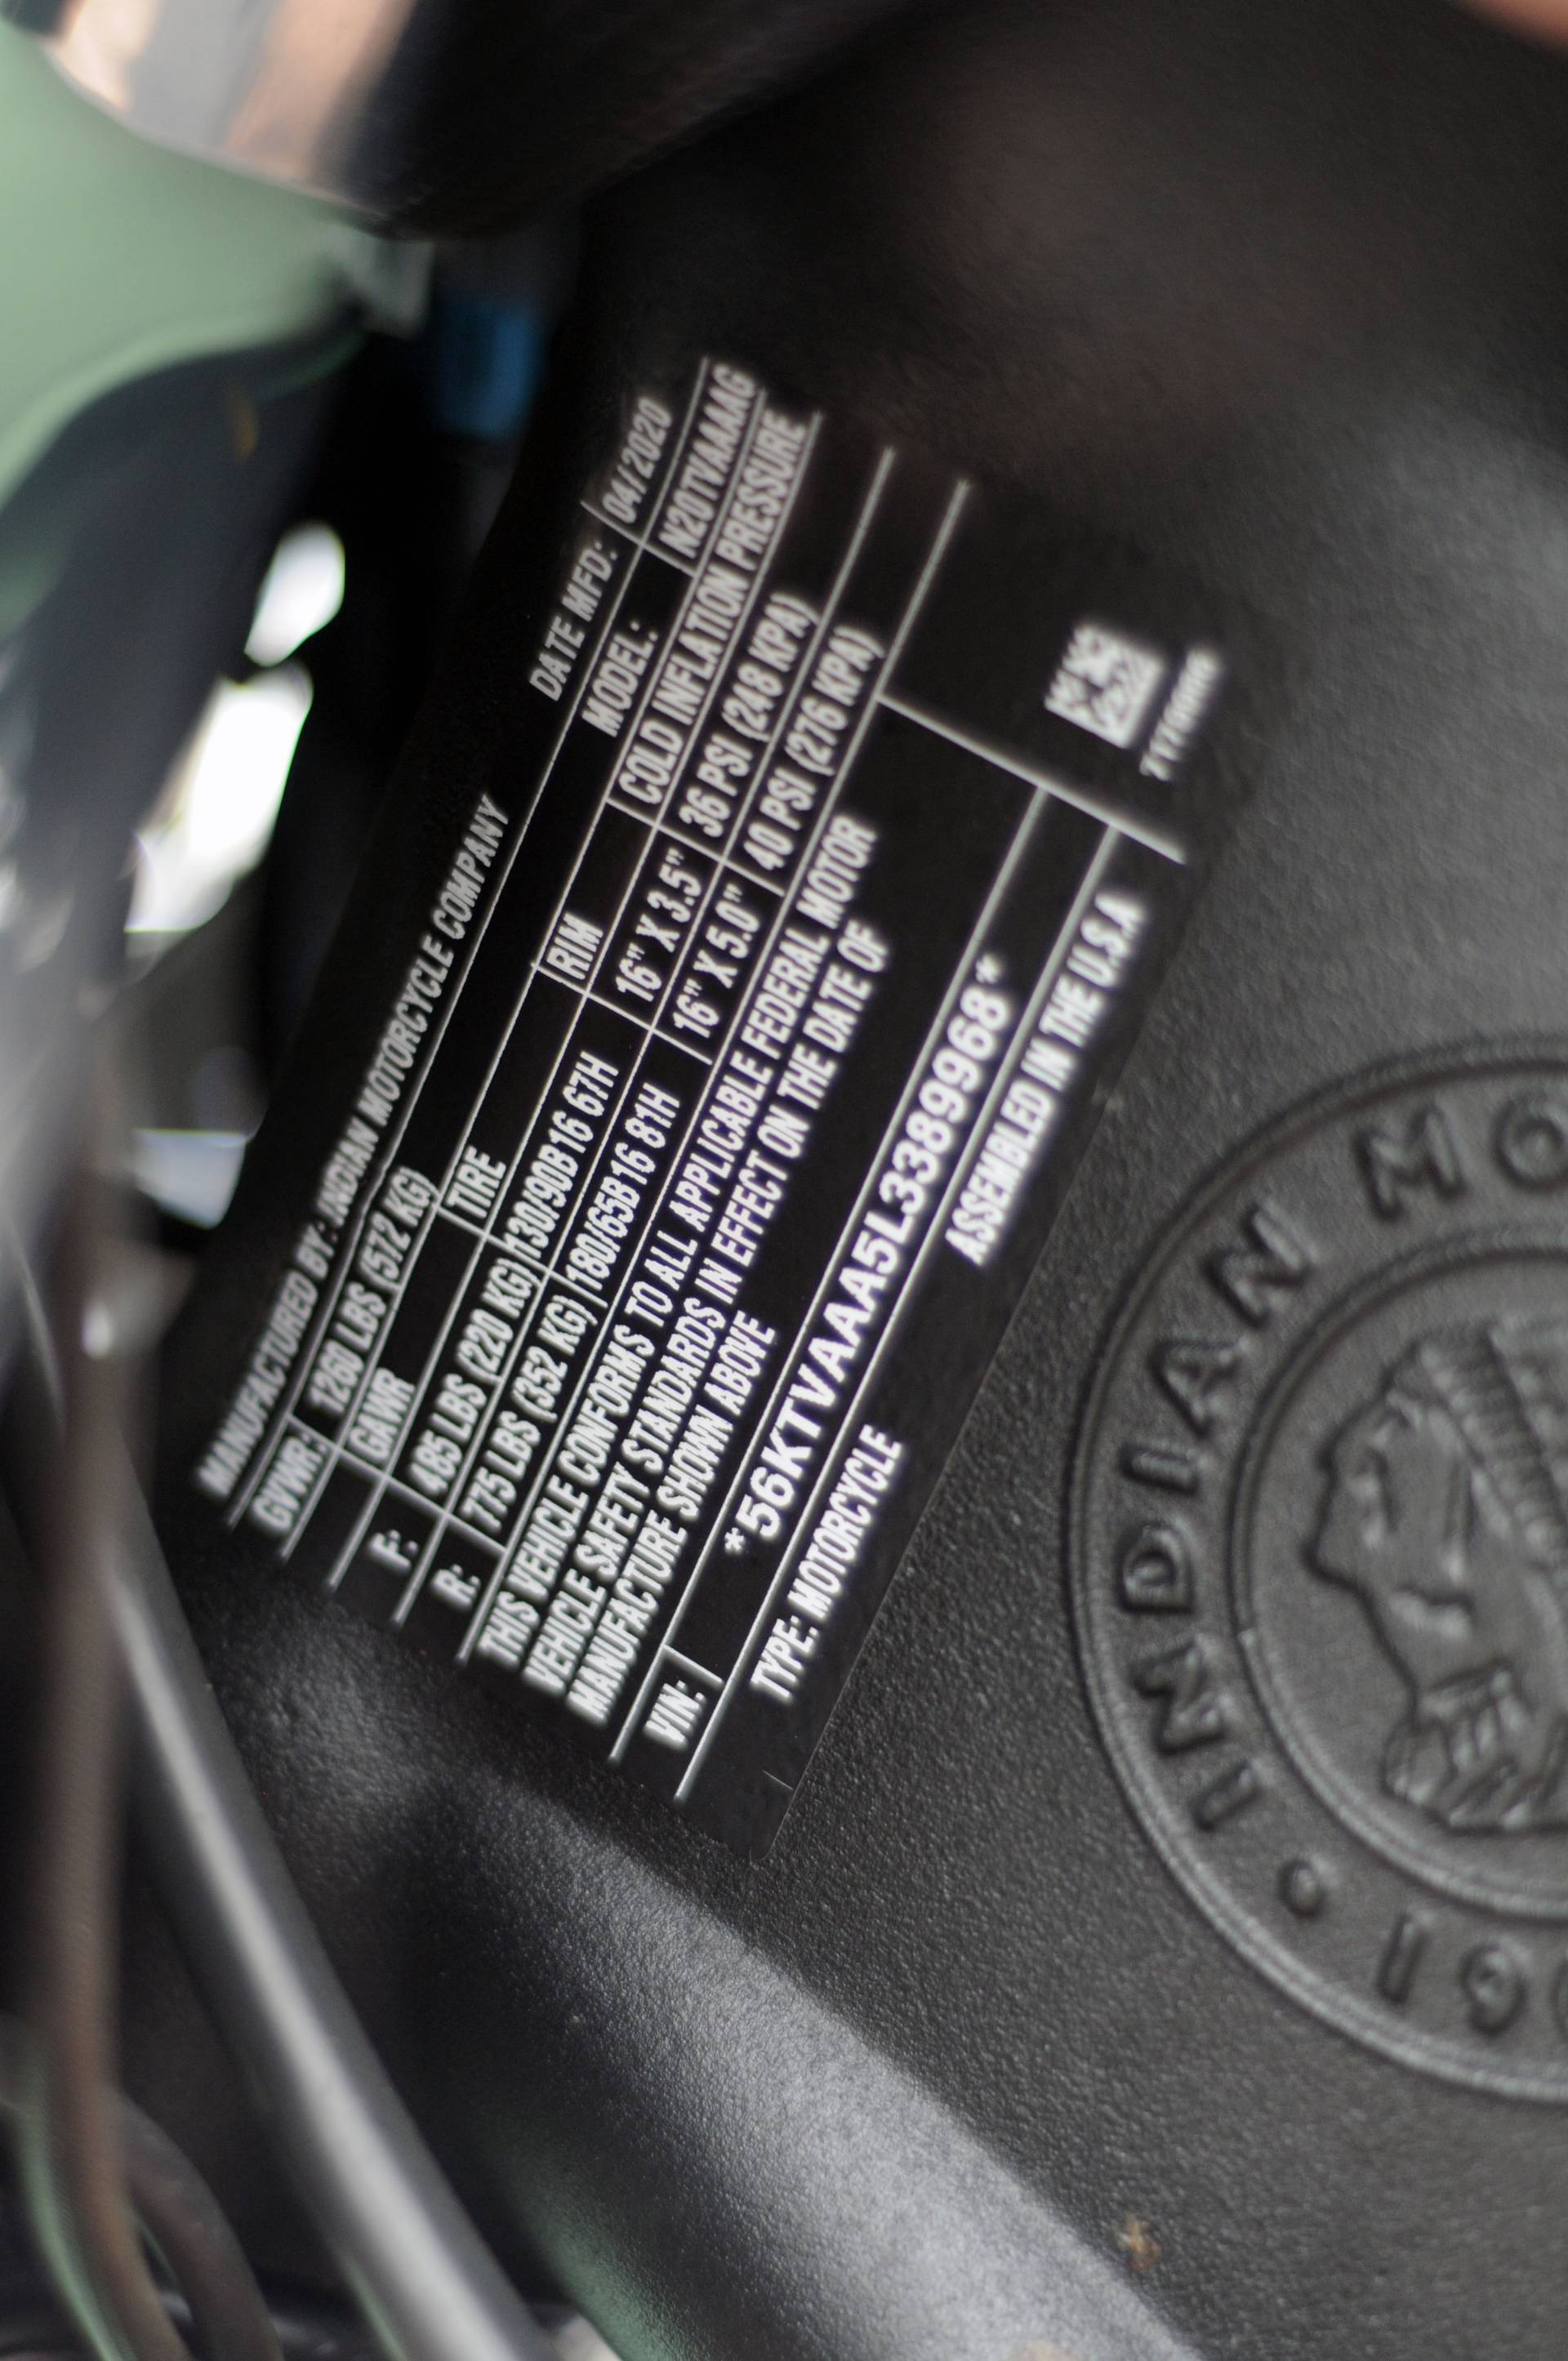 MANUFACTURED BY: INDIAN MOTORCYCLE COMPANY DATE MFD: 04/2020
GVWR: 1260 LBS (572 KG) MODEL: N20TVAAAAG
GAWR TIRE RIM COLD INFLATION PRESSURE
F: 485 LBS (220 KG) 130/90B16 67H 16" X 3.5" 36 PSI (248 KPA)
R: 775 LBS (352 KG) 180/65B16 81H 16" X 5.0" 40 PSI (276 KPA)
THIS VEHICLE CONFORMS TO ALL APPLICABLE FEDERAL MOTOR
VEHICLE SAFETY STANDARDS IN EFFECT ON THE DATE OF
MANUFACTURE SHOWN ABOVE
VIN: *56KTVAAA5L3389968*
TYPE: MOTORCYCLE ASSEMBLED IN THE U.S.A
INDIAN MO